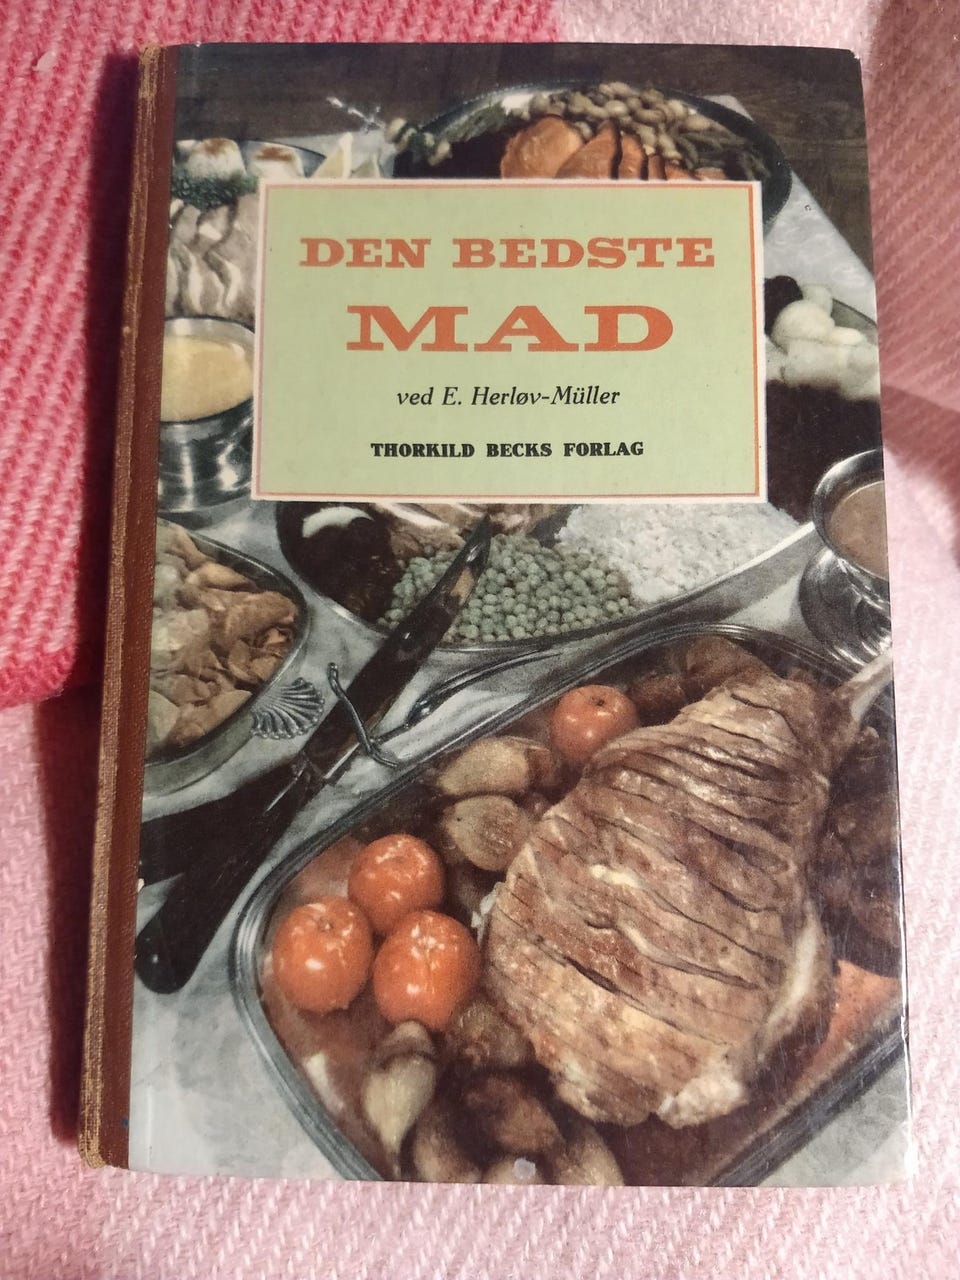 DEN BEDSTE
MAD
ved E. Herløv-Müller
THORKILD BECKS FORLAG